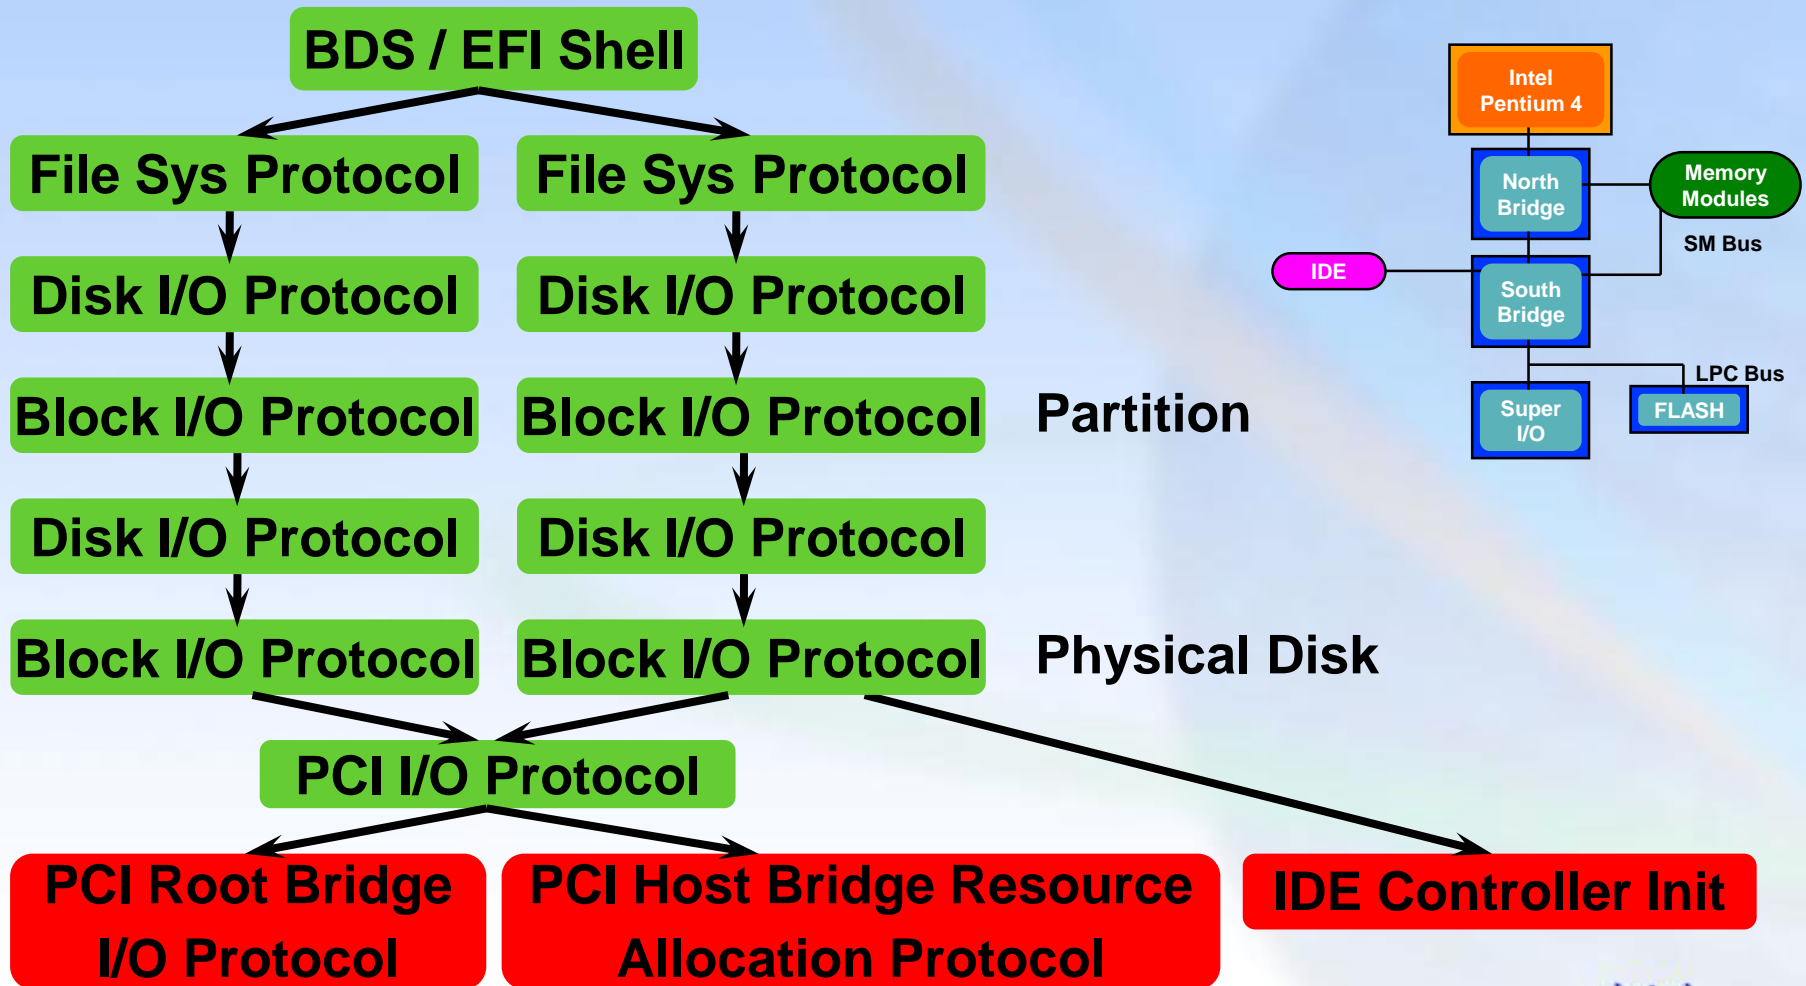 BDS / EFI Shell
File Sys Protocol
File Sys Protocol
Disk I/O Protocol
Disk I/O Protocol
Block I/O Protocol
Block I/O Protocol
Partition
Disk I/O Protocol
Disk I/O Protocol
Block I/O Protocol
Block I/O Protocol
Physical Disk
PCI I/O Protocol
PCI Root Bridge
I/O Protocol
PCI Host Bridge Resource
Allocation Protocol
IDE Controller Init
Intel
Pentium 4
North
Bridge
Memory
Modules
SM Bus
IDE
South
Bridge
LPC Bus
Super
I/O
FLASH